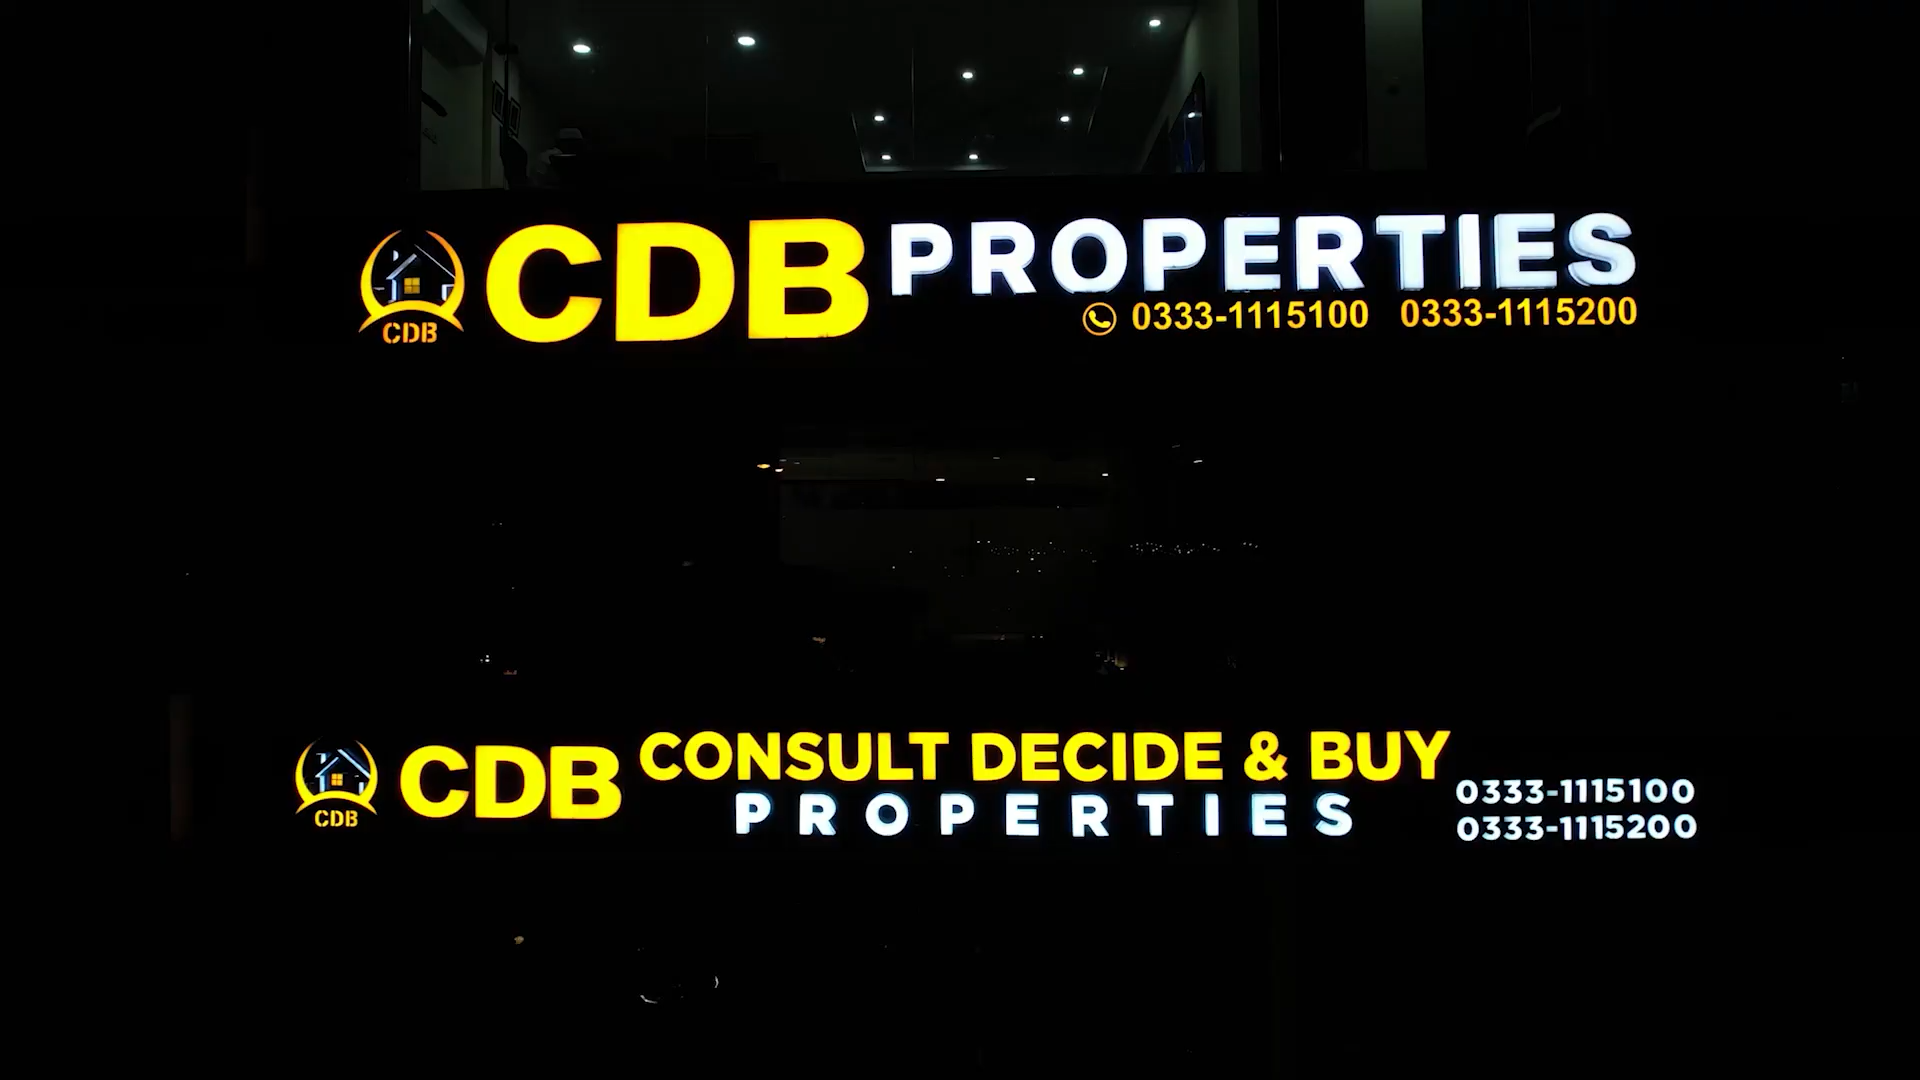 CDB PROPERTIES
CDB
0333-1115100 0333-1115200
CDB CONSULT DECIDE & BUY
PROPERTIES
CDB
0333-1115100
0333-1115200